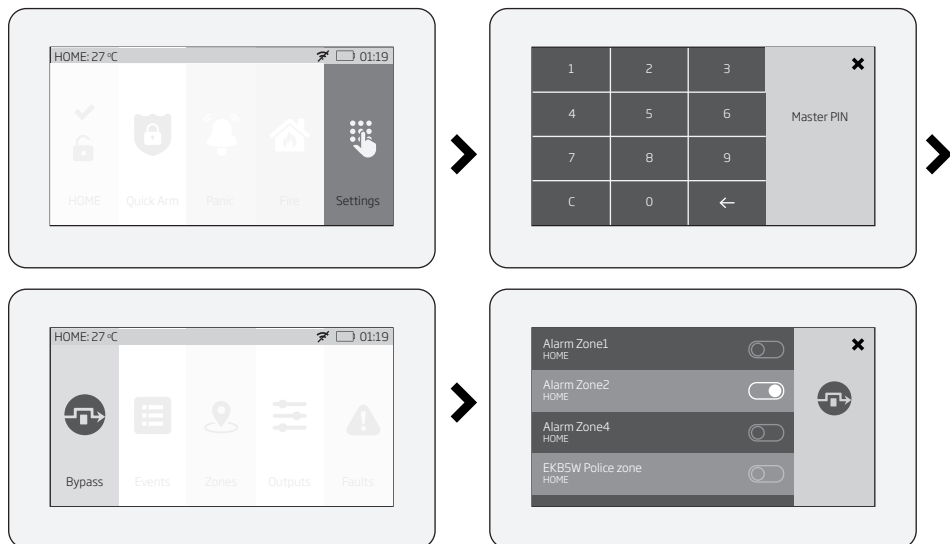 HOME: 27 ºC 01:19
HOME Quick Arm Panic Fire Settings
1 2 3
4 5 6
7 8 9
C 0
Master PIN
HOME: 27 ºC 01:19
Bypass Events Zones Outputs Faults
Alarm Zone1
HOME
Alarm Zone2
HOME
Alarm Zone4
HOME
EKB5W Police zone
HOME